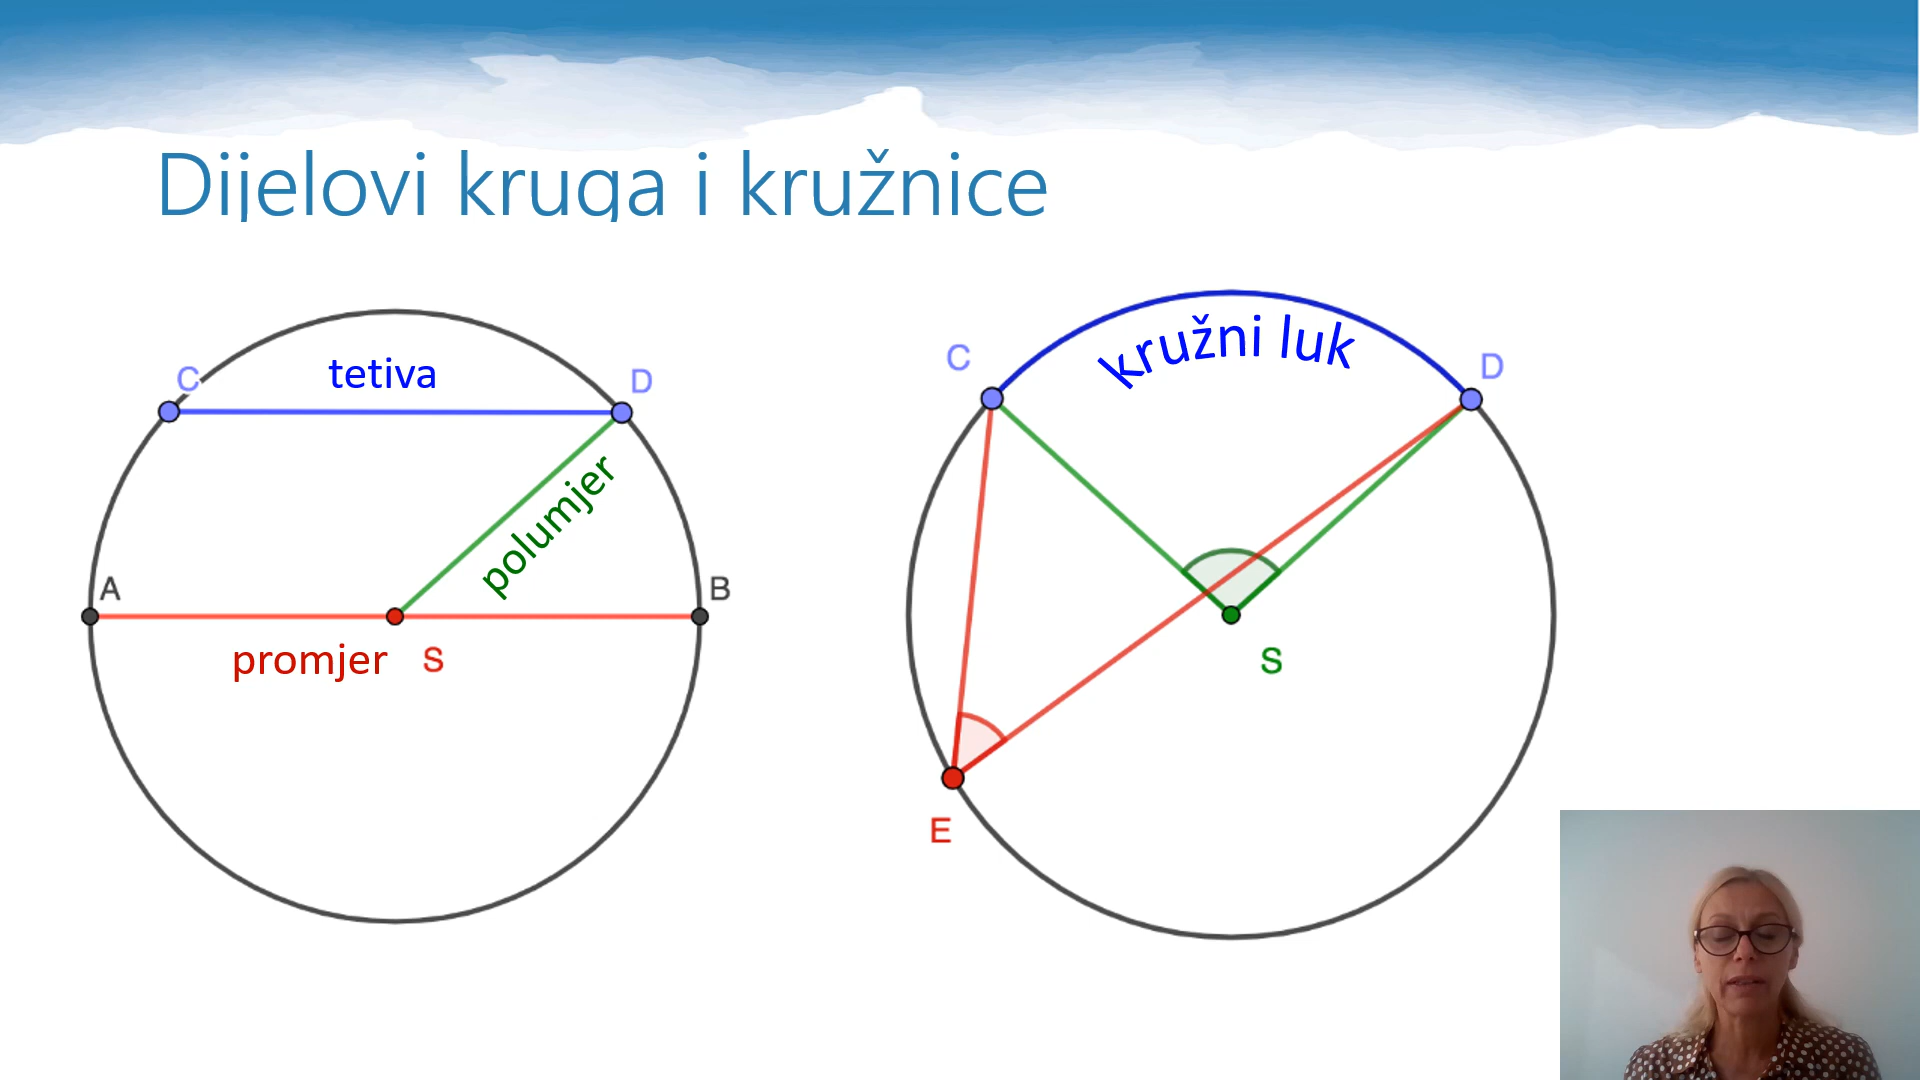 Dijelovi kruga i kružnice
C
tetiva
D
polumjer
A
B
promjer
S
kružni luk
C
D
S
E